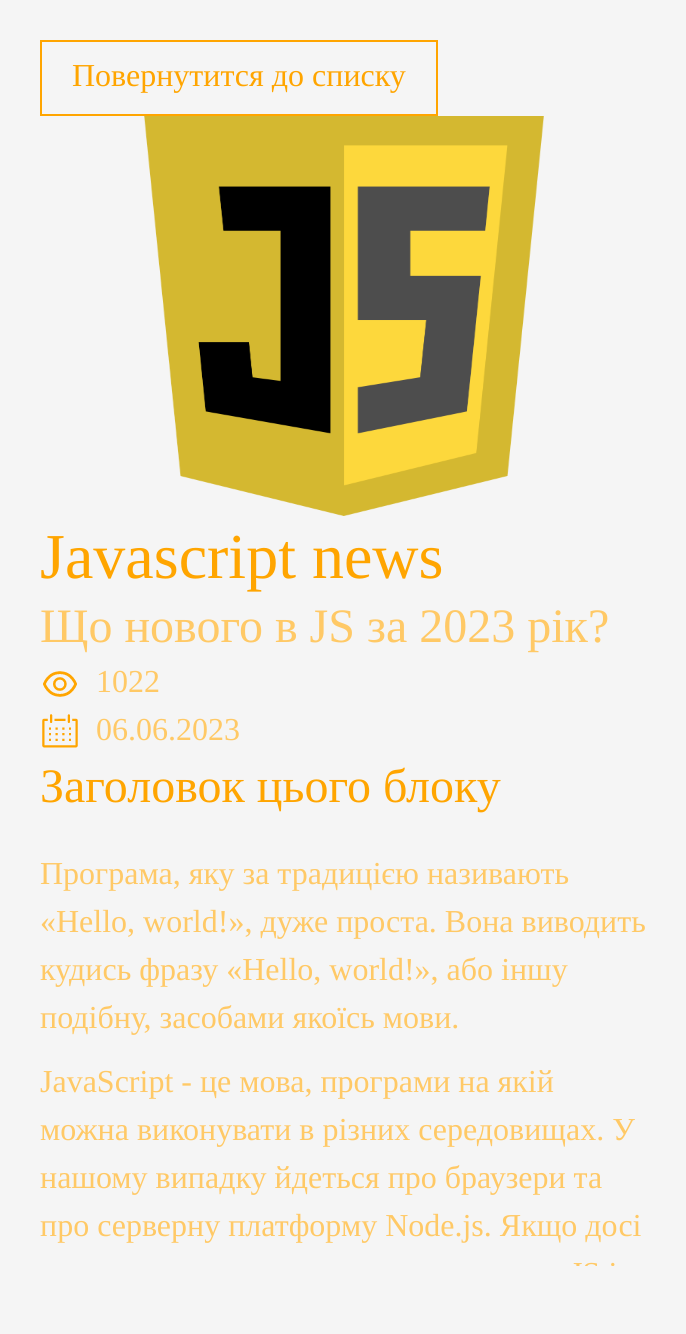 Повернутится до списку
JS
Javascript news
Що нового в JS за 2023 рік?
1022
06.06.2023
Заголовок цього блоку
Програма, яку за традицією називають
«Hello, world!», дуже проста. Вона виводить
кудись фразу «Hello, world!», або іншу
подібну, засобами якоїсь мови.
JavaScript - це мова, програми на якій
можна виконувати в різних середовищах. У
нашому випадку йдеться про браузери та
про серверну платформу Node.js. Якщо досі